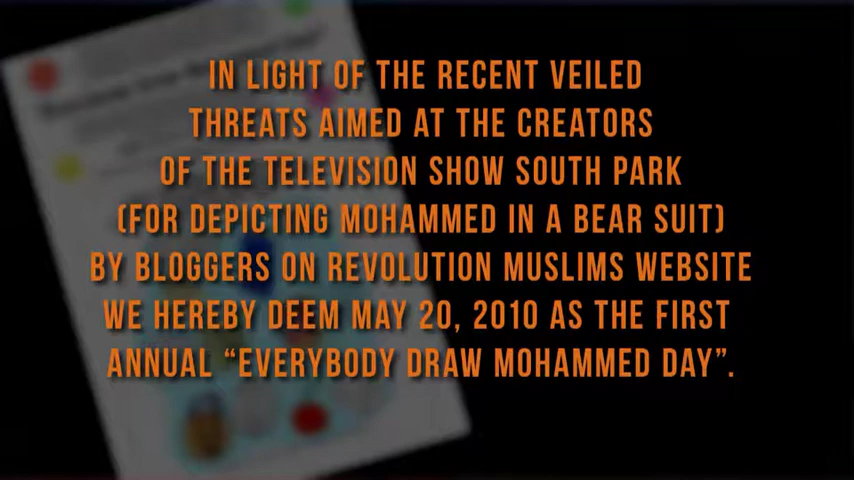 IN LIGHT OF THE RECENT VEILED
THREATS AIMED AT THE CREATORS
OF THE TELEVISION SHOW SOUTH PARK
(FOR DEPICTING MOHAMMED IN A BEAR SUIT)
BY BLOGGERS ON REVOLUTION MUSLIMS WEBSITE
WE HEREBY DEEM MAY 20, 2010 AS THE FIRST
ANNUAL “EVERYBODY DRAW MOHAMMED DAY”.